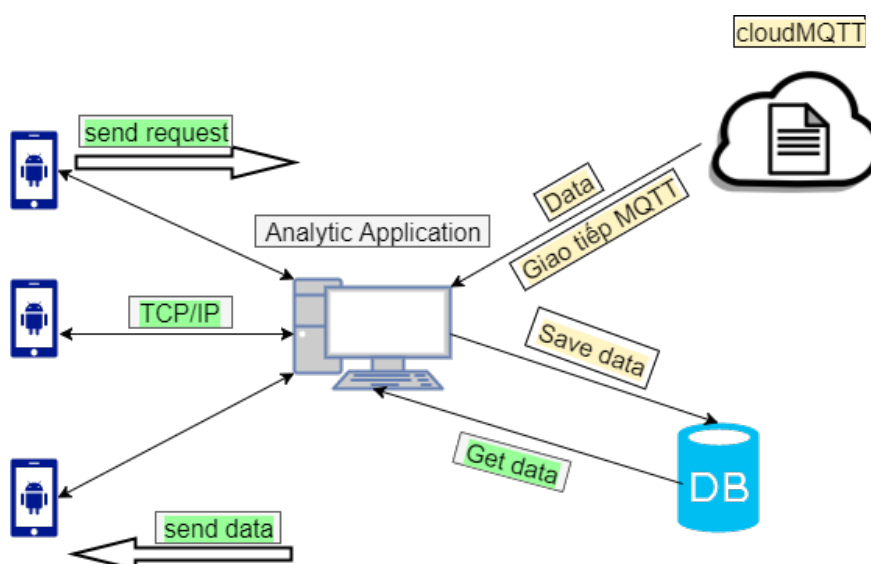 cloudMQTT
send request
Data
Giao tiếp MQTT
Analytic Application
TCP/IP
Save data
Get data
DB
send data